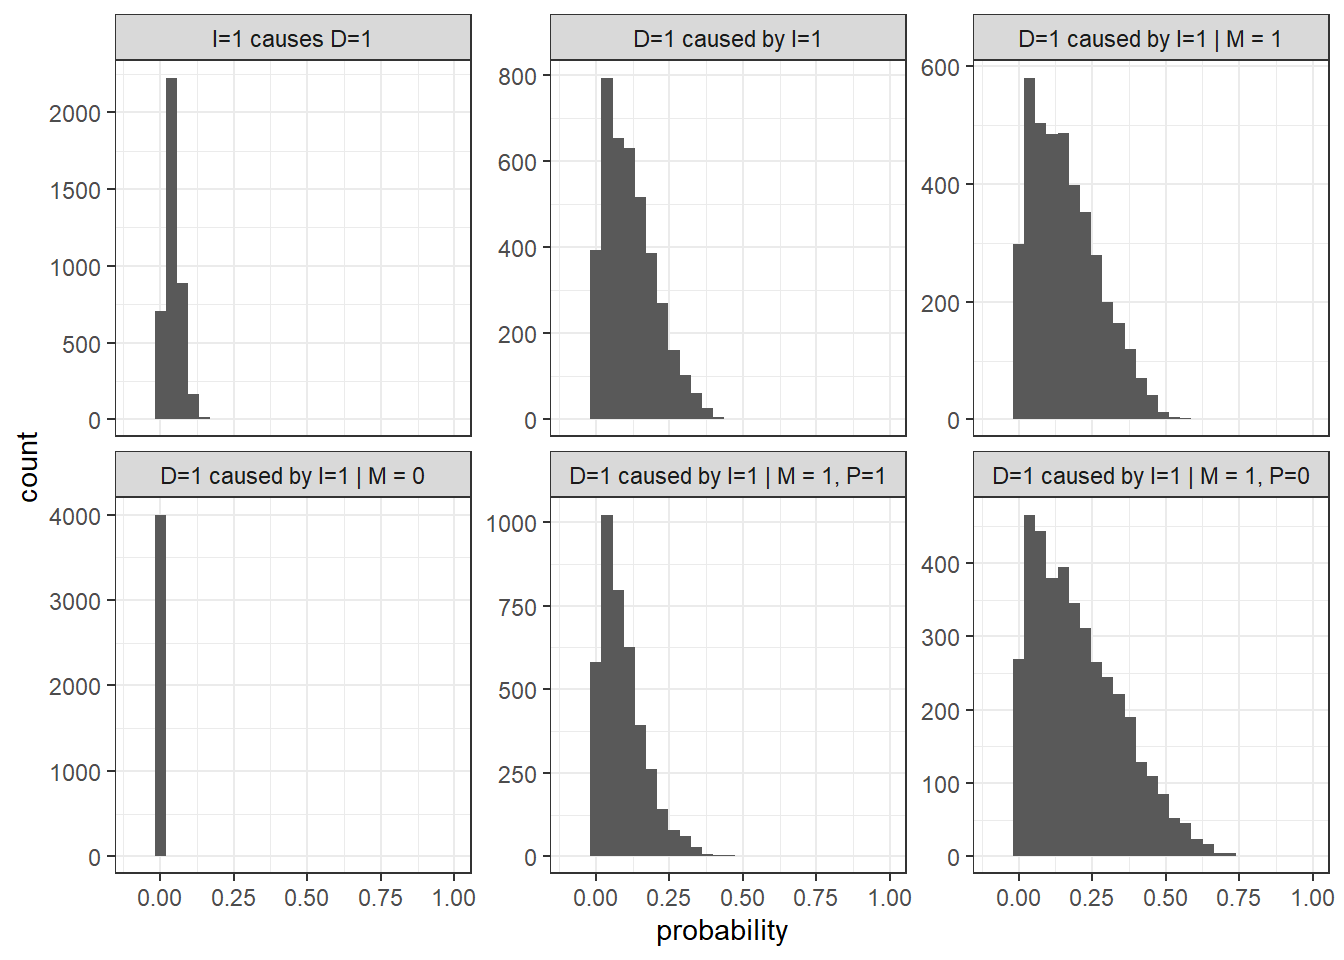 I=1 causes D=1
D=1 caused by I=1
D=1 caused by I=1 | M = 1
2000
1500
1000
500
0
800
600
400
200
0
600
400
200
0
count
D=1 caused by I=1 | M = 0
D=1 caused by I=1 | M = 1, P=1
D=1 caused by I=1 | M = 1, P=0
4000
3000
2000
1000
0
1000
750
500
250
0
400
300
200
100
0
0.00 0.25 0.50 0.75 1.00
0.00 0.25 0.50 0.75 1.00
0.00 0.25 0.50 0.75 1.00
probability